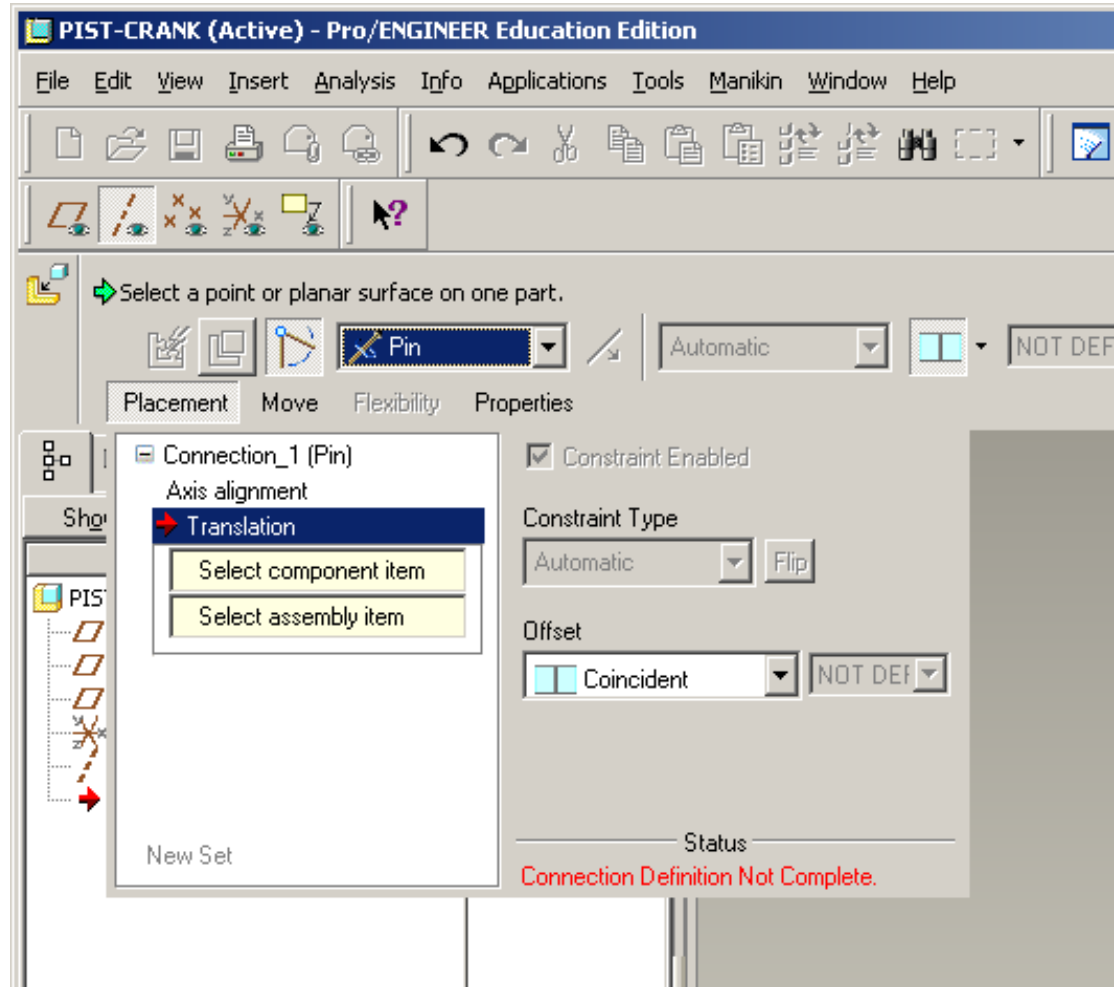 PIST-CRANK (Active) - Pro/ENGINEER Education Edition
File Edit View Insert Analysis Info Applications Tools Manikin Window Help
Select a point or planar surface on one part.
Pin Automatic NOT DEF
Placement Move Flexibility Properties
Connection_1 (Pin)
Axis alignment
Translation
Select component item
Select assembly item
New Set
Constraint Enabled
Constraint Type
Automatic Flip
Offset
Coincident NOT DEF
Status
Connection Definition Not Complete.
Sho
PIS